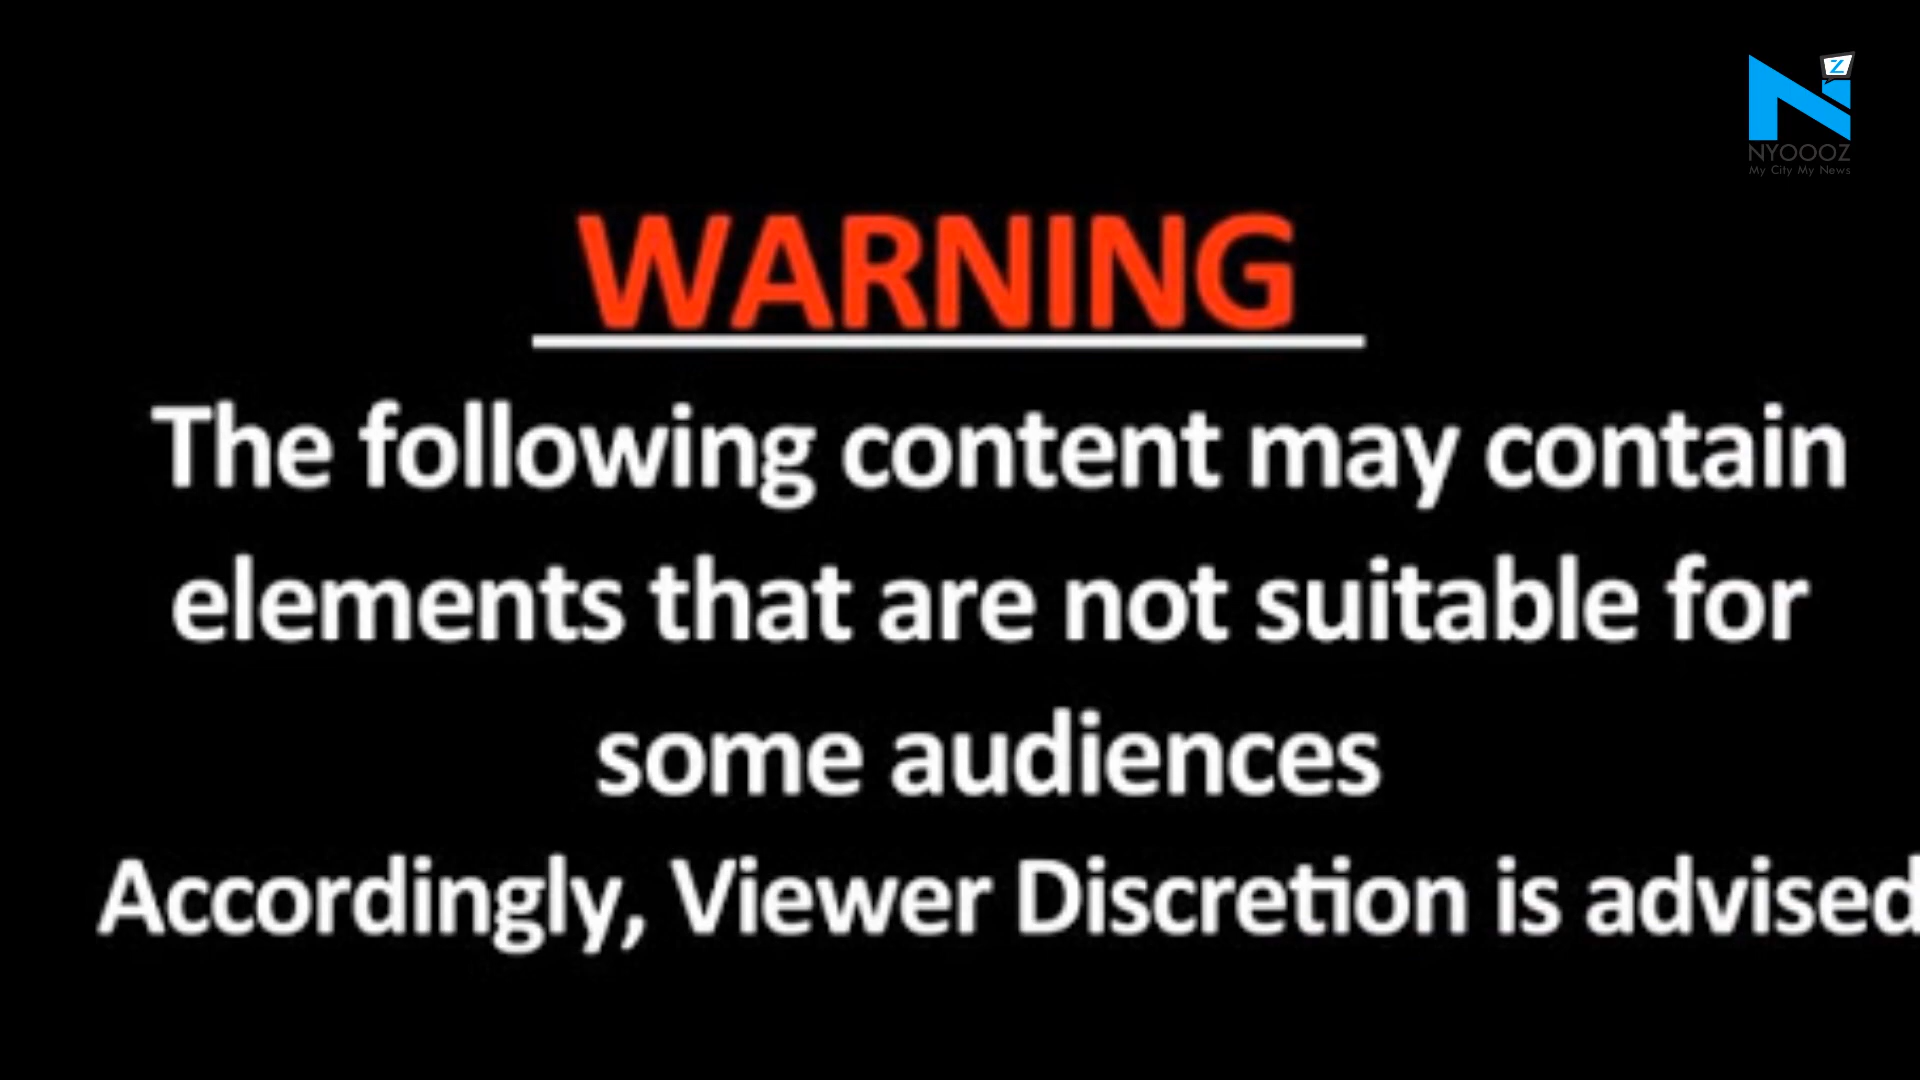 Z
NYOOOZ
My City My News
WARNING
The following content may contain
elements that are not suitable for
some audiences
Accordingly, Viewer Discretion is advised